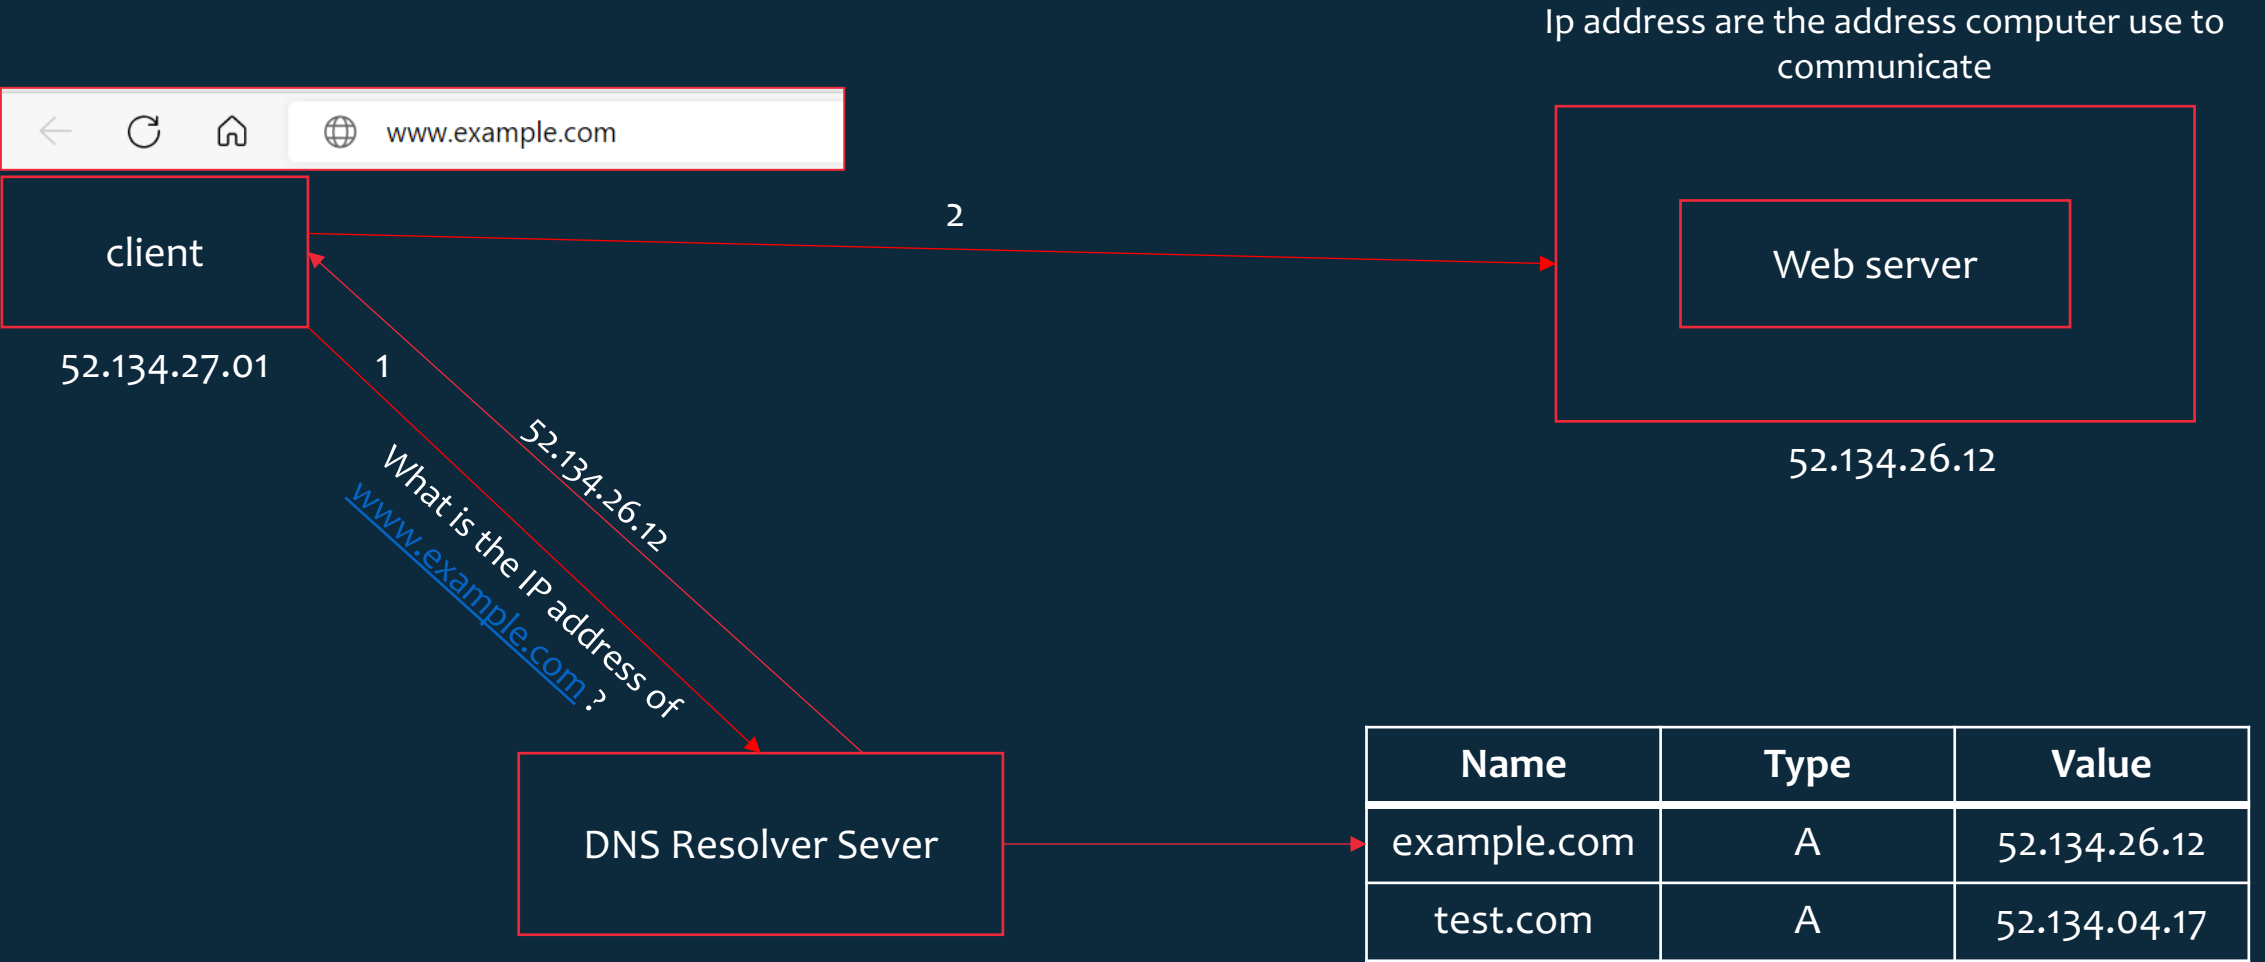 Ip address are the address computer use to
communicate
www.example.com
client
2
Web server
52.134.27.01
1
52.134.26.12
52.134.26.12
What is the IP address of
www.example.com ?
DNS Resolver Sever
Name Type Value
example.com A 52.134.26.12
test.com A 52.134.04.17